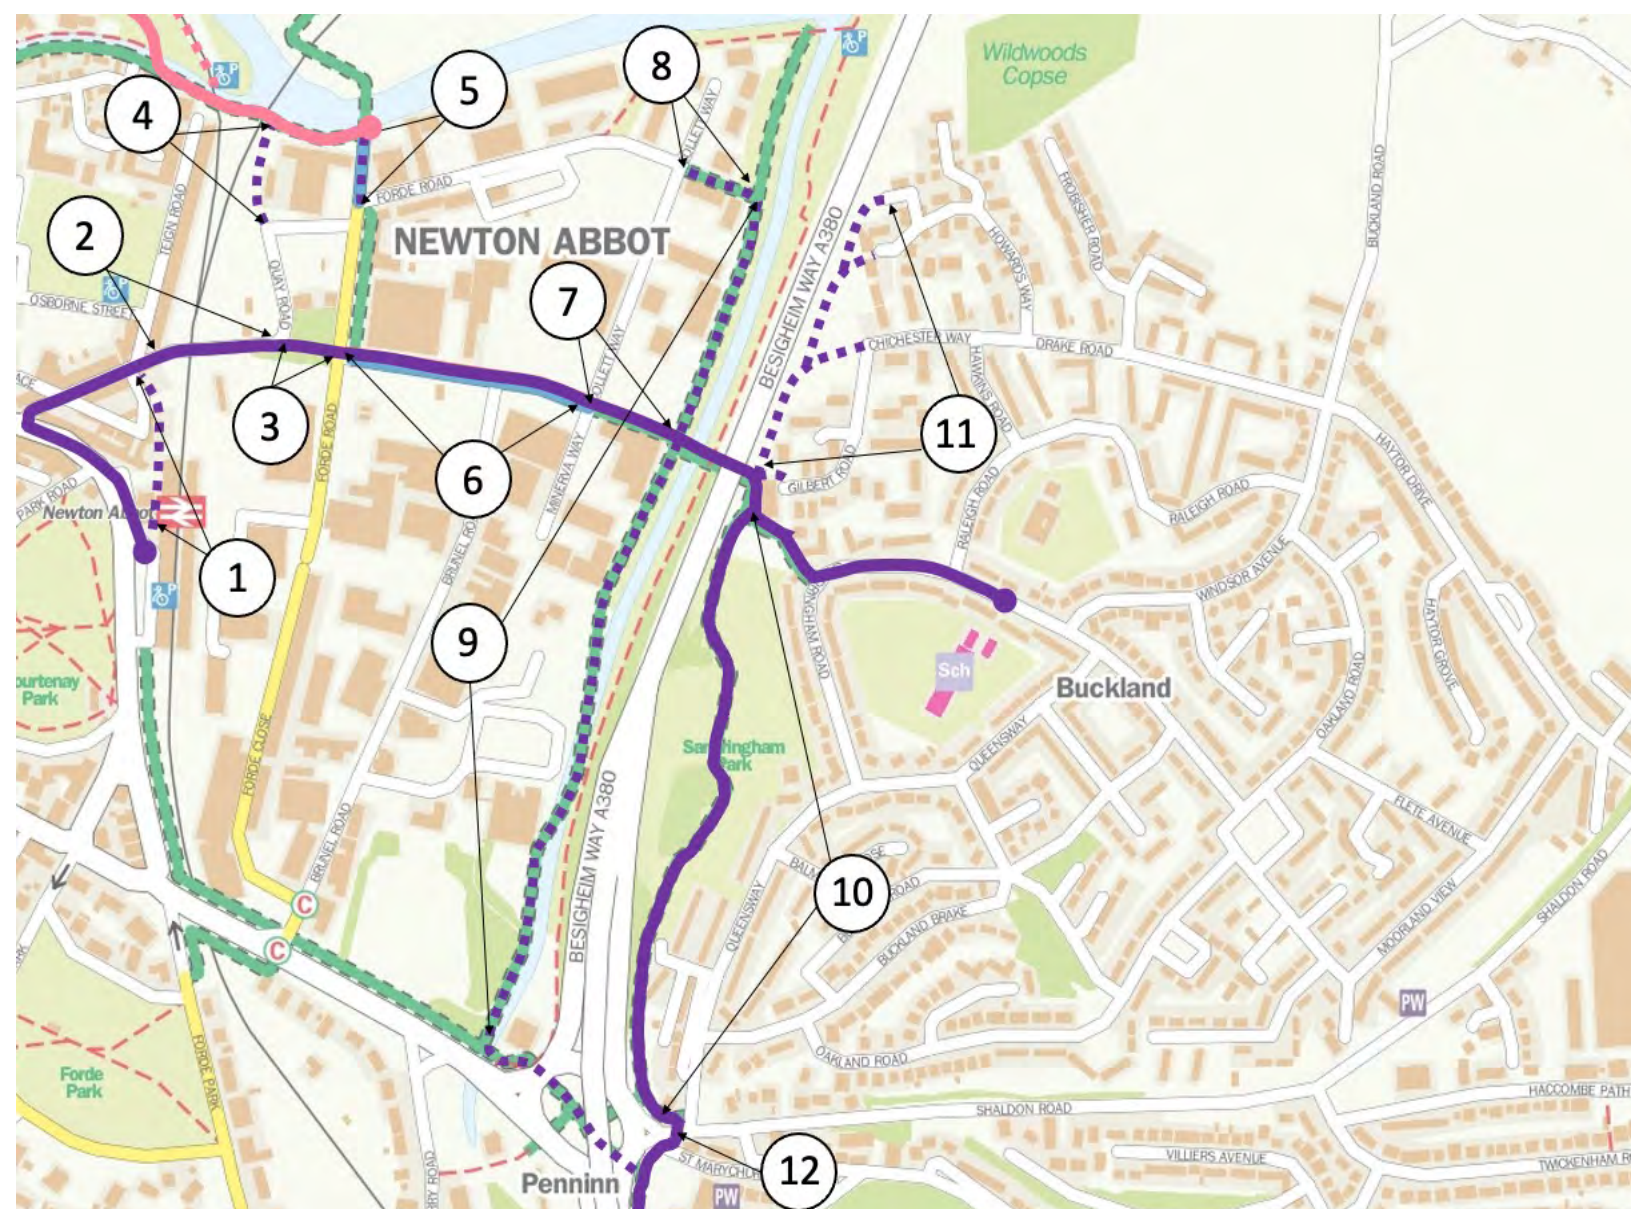 Wildwoods
Copse
8
5
4
P
P
COLLETT WAY
FORDE ROAD
TEIGN ROAD
BUCKLAND ROAD
FROBISHER ROAD
2
NEWTON ABBOT
HOWARDS WAY
BESIGHEIM WAY A380
QUAY ROAD
P
OSBORNE STREET
7
CHICHESTER WAY
DRAKE ROAD
HAWKINS ROAD
3
11
FORDE ROAD
6
MINERVA WAY
GILBERT ROAD
HAYTOR DRIVE
PARK ROAD
Newton Abbot
RALEIGH ROAD
RALEIGH ROAD
1
P
WINDSOR AVENUE
9
HAYTOR GROVE
Sch
Buckland
Park
OAKLAND ROAD
QUEENSWAY
FORDE CLOSE
BESIGHEIM WAY A380
FLETE AVENUE
BRUNEL ROAD
10
C
C
QUEENSWAY
BUCKLAND BRAKE
MOORLAND VIEW
SHALDON ROAD
PW
OAKLAND ROAD
FORDE PARK
Forde
Park
SHALDON ROAD
HACCOMBE PATH
12
VILLIERS AVENUE
Penninn
PW